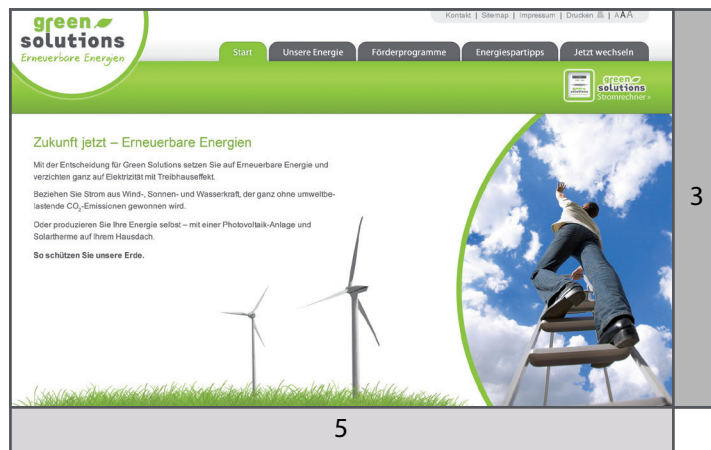 green
solutions
Erneuerbare Energien
Kontakt | Sitemap | Impressum | Drucken | AAA
Start Unsere Energie Förderprogramme Energiespartipps Jetzt wechseln
green
solutions
Stromrechner »
Zukunft jetzt – Erneuerbare Energien
Mit der Entscheidung für Green Solutions setzen Sie auf Erneuerbare Energie und
verzichten ganz auf Elektrizität mit Treibhauseffekt.
Beziehen Sie Strom aus Wind-, Sonnen- und Wasserkraft, der ganz ohne umweltbe-
lastende CO₂-Emissionen gewonnen wird.
Oder produzieren Sie Ihre Energie selbst – mit einer Photovoltaik-Anlage und
Solartherme auf Ihrem Hausdach.
So schützen Sie unsere Erde.
3
5